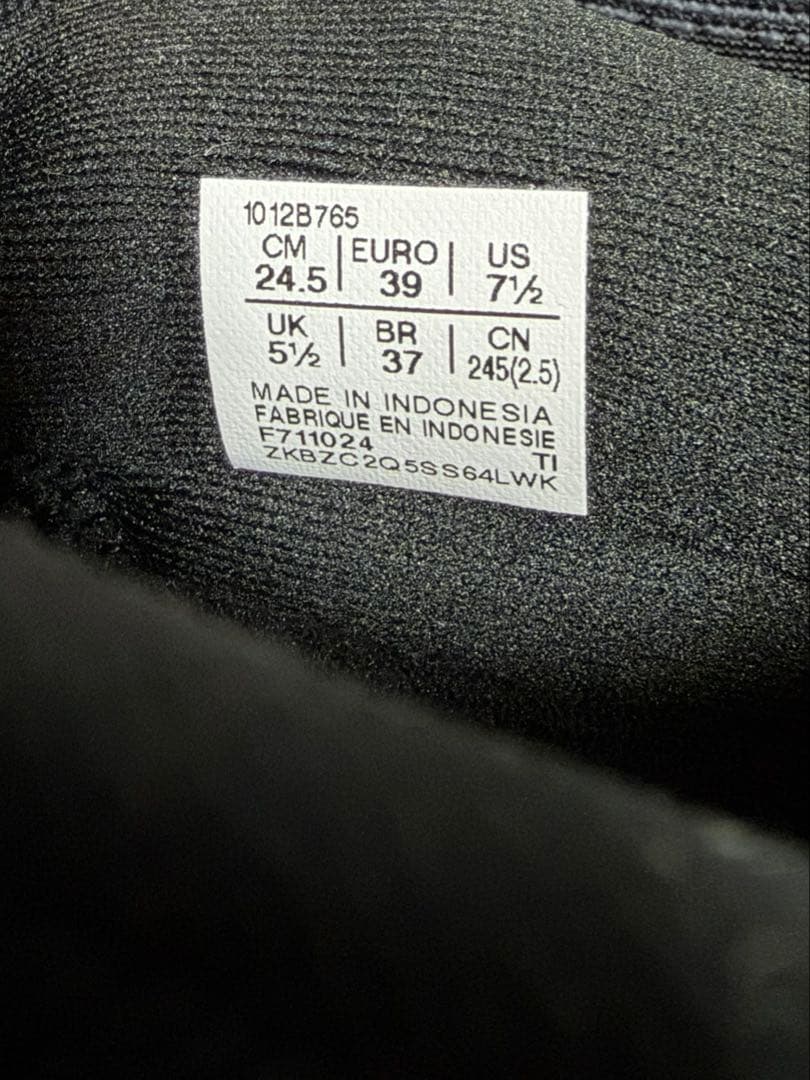 1012B765
CM | EURO | US
24.5 | 39 | 7½
UK | BR | CN
5½ | 37 | 245(2.5)
MADE IN INDONESIA
FABRIQUE EN INDONESIE
F711024 TI
ZKBZC2Q5SS64LWK